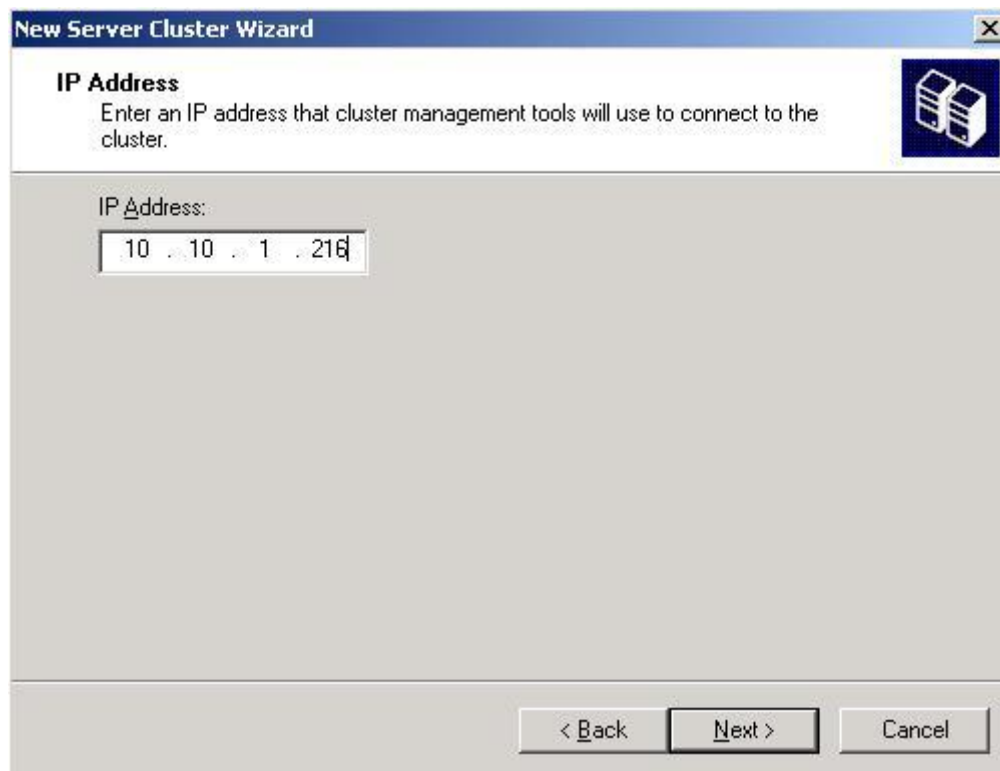 New Server Cluster Wizard
IP Address
Enter an IP address that cluster management tools will use to connect to the
cluster.
IP Address:
10 . 10 . 1 . 216
< Back
Next >
Cancel